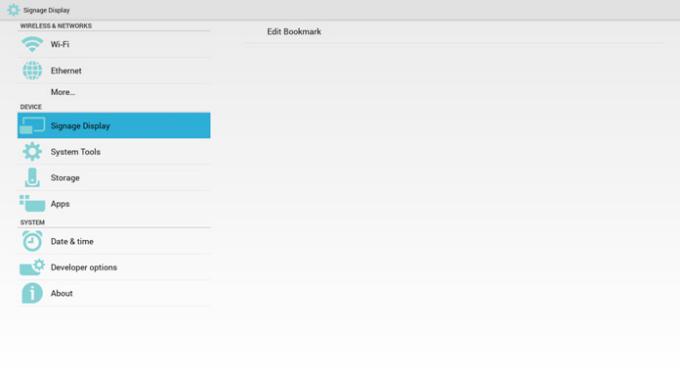 Signage Display
WIRELESS & NETWORKS
Wi-Fi
Ethernet
More...
DEVICE
Signage Display
System Tools
Storage
Apps
SYSTEM
Date & time
Developer options
About
Edit Bookmark